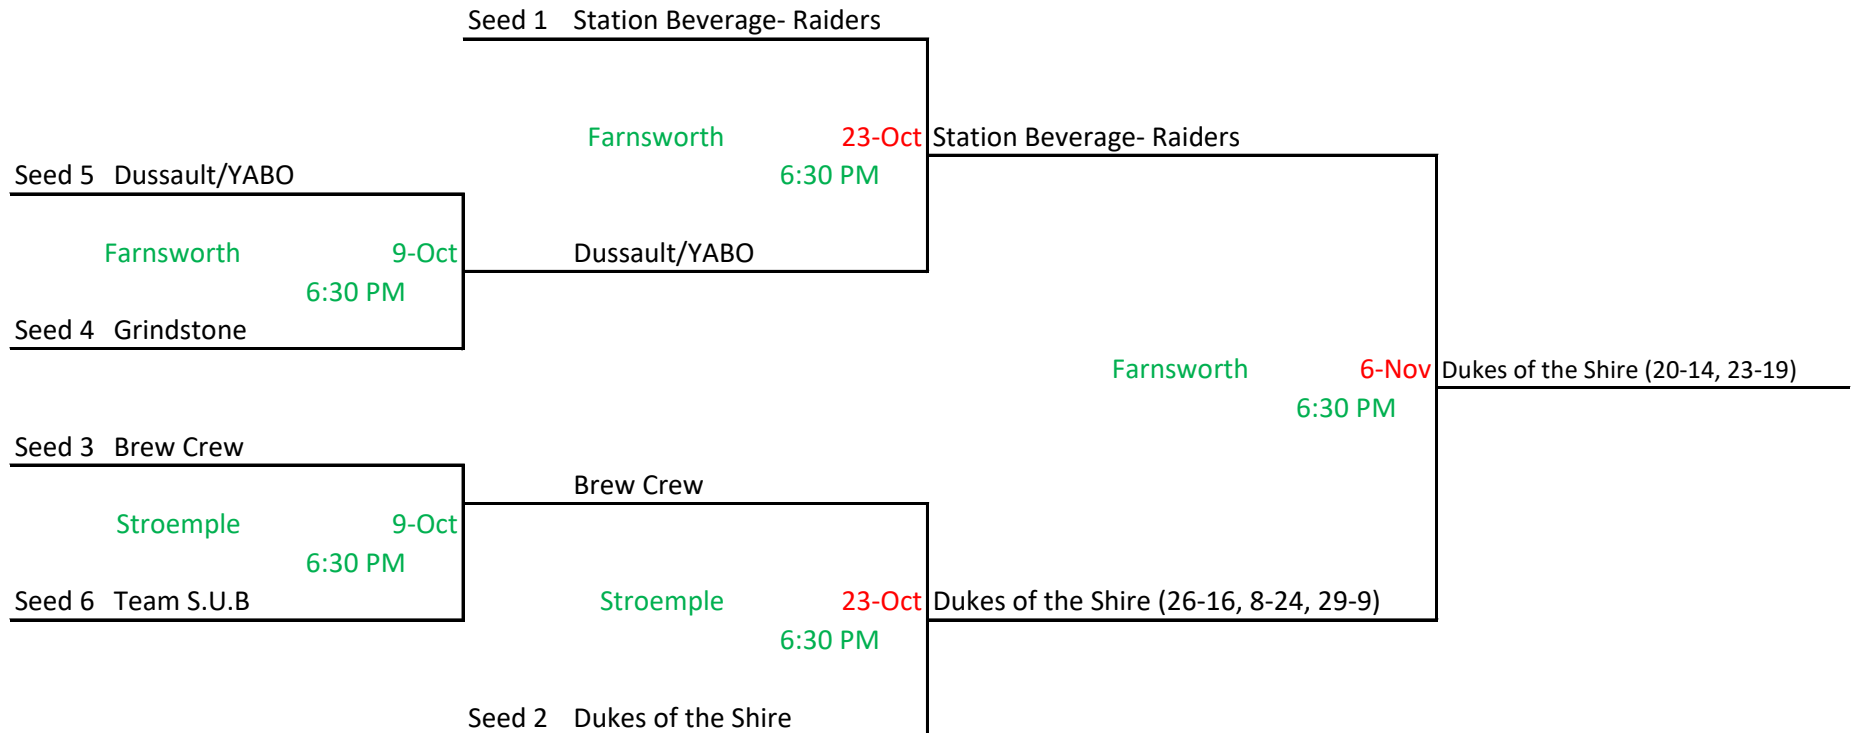 Seed 1 Station Beverage- Raiders
Farnsworth 23-Oct Station Beverage- Raiders
Seed 5 Dussault/YABO 6:30 PM
Farnsworth 9-Oct Dussault/YABO
6:30 PM
Seed 4 Grindstone
Farnsworth 6-Nov Dukes of the Shire (20-14, 23-19)
6:30 PM
Seed 3 Brew Crew
Brew Crew
Stroemple 9-Oct
6:30 PM
Seed 6 Team S.U.B Stroemple 23-Oct Dukes of the Shire (26-16, 8-24, 29-9)
6:30 PM
Seed 2 Dukes of the Shire